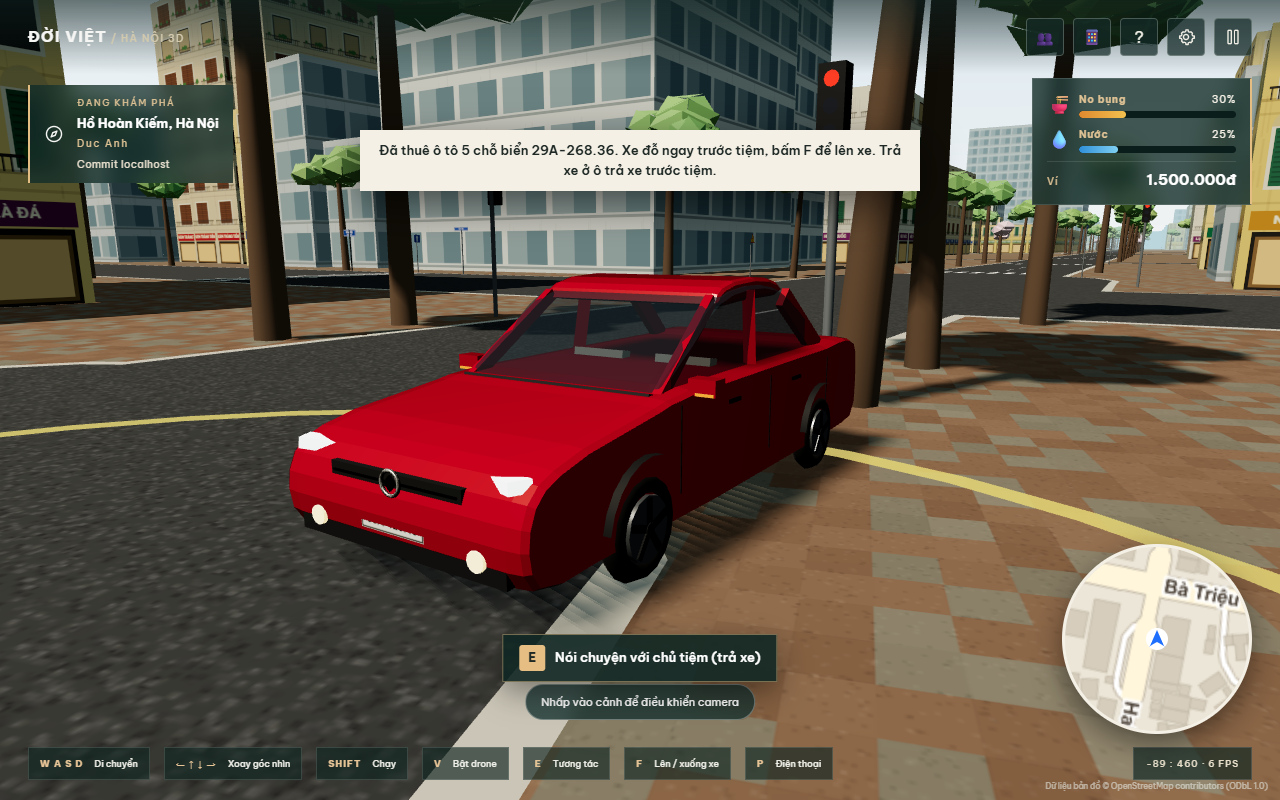 ĐỜI VIỆT / HÀ NỘI 3D
?
ĐANG KHÁM PHÁ
Hồ Hoàn Kiếm, Hà Nội
Duc Anh
Commit localhost
No bụng 30%
Nước 25%
Ví 1.500.000đ
Đã thuê ô tô 5 chỗ biển 29A-268.36. Xe đỗ ngay trước tiệm, bấm F để lên xe. Trả
xe ở ô trả xe trước tiệm.
À ĐÁ
Bà Triệu
Ha
E Nói chuyện với chủ tiệm (trả xe)
Nhấp vào cảnh để điều khiển camera
W A S D Di chuyển
←↑↓→ Xoay góc nhìn
SHIFT Chạy
V Bật drone
E Tương tác
F Lên / xuống xe
P Điện thoại
-89 : 460 · 6 FPS
Dữ liệu bản đồ © OpenStreetMap contributors (ODbL 1.0)